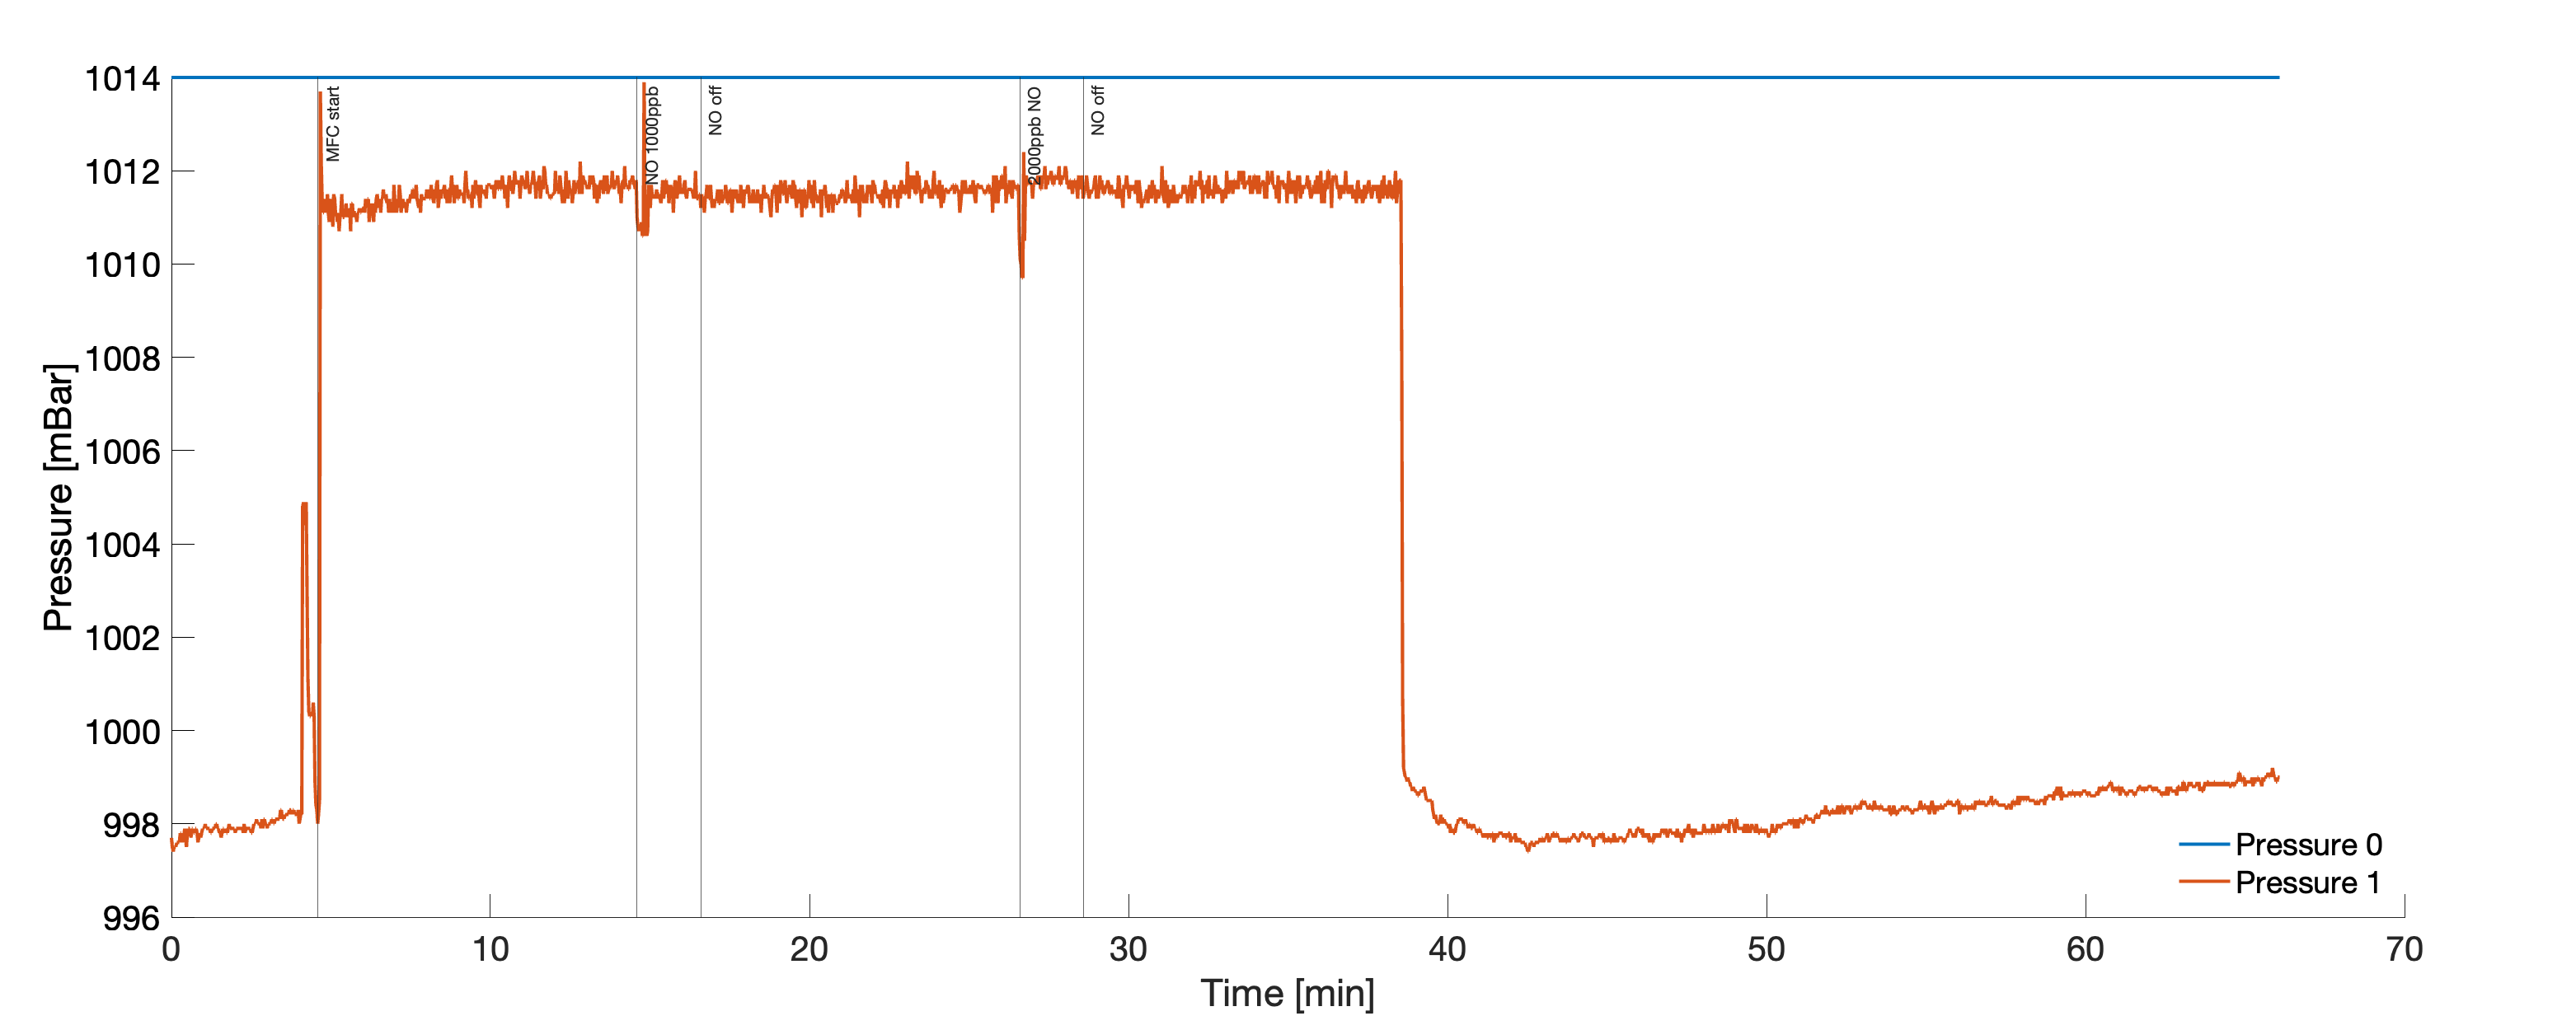 1014
1012
1010
1008
1006
1004
1002
1000
998
996
Pressure [mBar]
MFC start
NO 1000ppb
NO off
2000ppb NO
NO off
Pressure 0
Pressure 1
0 10 20 30 40 50 60 70
Time [min]